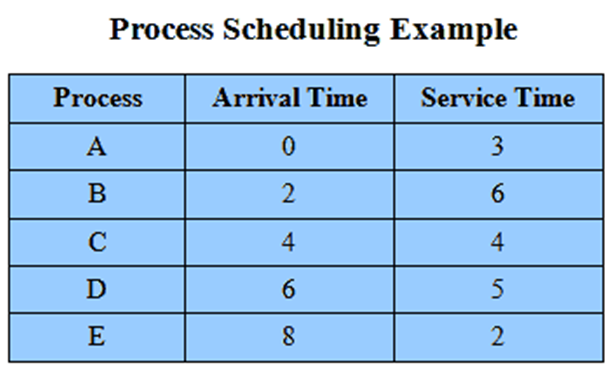 Process Scheduling Example
Process Arrival Time Service Time
A 0 3
B 2 6
C 4 4
D 6 5
E 8 2